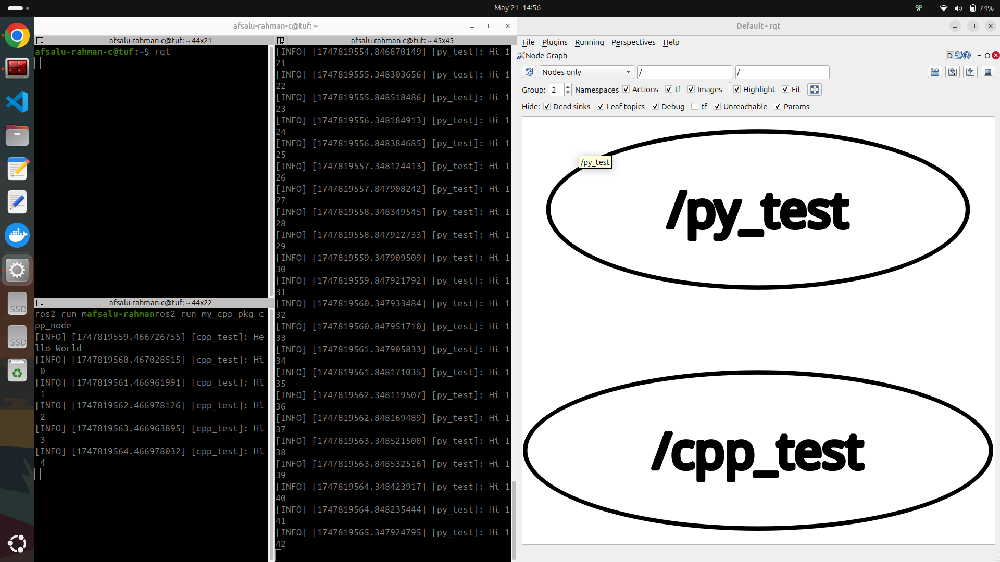 May 21 14:56
74%
afsalu-rahman-c@tuf: ~
afsalu-rahman-c@tuf: ~ 44x21
afsalu-rahman-c@tuf:~$ rqt
afsalu-rahman-c@tuf: ~ 44x22
ros2 run mafsalu-rahmanros2 run my_cpp_pkg c
pp_node
[INFO] [1747819559.466726755] [cpp_test]: He
llo World
[INFO] [1747819560.467028515] [cpp_test]: Hi
0
[INFO] [1747819561.466961991] [cpp_test]: Hi
1
[INFO] [1747819562.466978126] [cpp_test]: Hi
2
[INFO] [1747819563.466963895] [cpp_test]: Hi
3
[INFO] [1747819564.466978032] [cpp_test]: Hi
4
afsalu-rahman-c@tuf: ~ 45x45
[INFO] [1747819554.846870149] [py_test]: Hi 1
21
[INFO] [1747819555.348303656] [py_test]: Hi 1
22
[INFO] [1747819555.848518486] [py_test]: Hi 1
23
[INFO] [1747819556.348184913] [py_test]: Hi 1
24
[INFO] [1747819556.848384685] [py_test]: Hi 1
25
[INFO] [1747819557.348124413] [py_test]: Hi 1
26
[INFO] [1747819557.847908242] [py_test]: Hi 1
27
[INFO] [1747819558.348349545] [py_test]: Hi 1
28
[INFO] [1747819558.847912733] [py_test]: Hi 1
29
[INFO] [1747819559.347909509] [py_test]: Hi 1
30
[INFO] [1747819559.847921792] [py_test]: Hi 1
31
[INFO] [1747819560.347933484] [py_test]: Hi 1
32
[INFO] [1747819560.847951710] [py_test]: Hi 1
33
[INFO] [1747819561.347905833] [py_test]: Hi 1
34
[INFO] [1747819561.848171035] [py_test]: Hi 1
35
[INFO] [1747819562.348119507] [py_test]: Hi 1
36
[INFO] [1747819562.848169489] [py_test]: Hi 1
37
[INFO] [1747819563.348521500] [py_test]: Hi 1
38
[INFO] [1747819563.848532516] [py_test]: Hi 1
39
[INFO] [1747819564.348423917] [py_test]: Hi 1
40
[INFO] [1747819564.848235444] [py_test]: Hi 1
41
[INFO] [1747819565.347924795] [py_test]: Hi 1
42
Default - rqt
File Plugins Running Perspectives Help
Node Graph
D - O
Nodes only / /
Group: 2 Namespaces Actions tf Images Highlight Fit
Hide: Dead sinks Leaf topics Debug tf Unreachable Params
/py_test
/py_test
/cpp_test
SSD
SSD